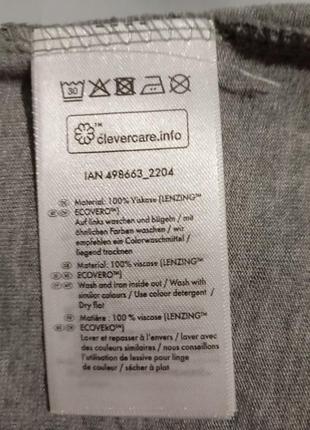 30
™
clevercare.info
IAN 498663_2204
Material: 100% Viskose (LENZING™
ECOVERO™)
Auf links waschen und bügeln / mit
ähnlichen Farben waschen / wir
empfehlen ein Colorwaschmittel /
liegend trocknen
Material: 100% viscose (LENZING™
ECOVERO™)
Wash and iron inside out / Wash with
similar colours / Use colour detergent /
Dry flat
Matière : 100 % viscose (LENZING™
ECOVERO™)
Laver et repasser à l'envers / laver avec
des couleurs similaires / nous conseillons
l'utilisation de lessive pour linge
de couleur / sécher à plat